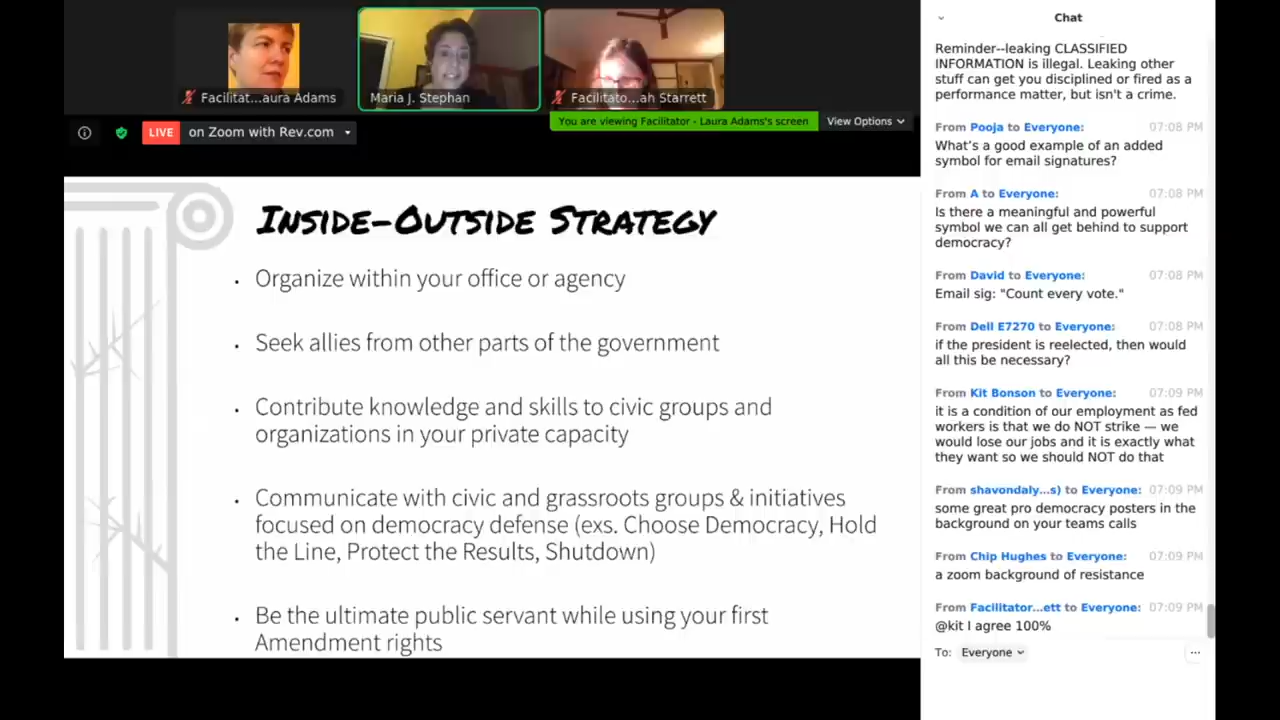 Facilitat...aura Adams
Maria J. Stephan
Facilitato...ah Starrett
LIVE on Zoom with Rev.com
You are viewing Facilitator - Laura Adams's screen
View Options
INSIDE-OUTSIDE STRATEGY
• Organize within your office or agency
• Seek allies from other parts of the government
• Contribute knowledge and skills to civic groups and
organizations in your private capacity
• Communicate with civic and grassroots groups & initiatives
focused on democracy defense (exs. Choose Democracy, Hold
the Line, Protect the Results, Shutdown)
• Be the ultimate public servant while using your first
Amendment rights
Chat
Reminder--leaking CLASSIFIED
INFORMATION is illegal. Leaking other
stuff can get you disciplined or fired as a
performance matter, but isn't a crime.
From Pooja to Everyone: 07:08 PM
What's a good example of an added
symbol for email signatures?
From A to Everyone: 07:08 PM
Is there a meaningful and powerful
symbol we can all get behind to support
democracy?
From David to Everyone: 07:08 PM
Email sig: "Count every vote."
From Dell E7270 to Everyone: 07:08 PM
if the president is reelected, then would
all this be necessary?
From Kit Bonson to Everyone: 07:09 PM
it is a condition of our employment as fed
workers is that we do NOT strike — we
would lose our jobs and it is exactly what
they want so we should NOT do that
From shavondaly...s) to Everyone: 07:09 PM
some great pro democracy posters in the
background on your teams calls
From Chip Hughes to Everyone: 07:09 PM
a zoom background of resistance
From Facilitator...ett to Everyone: 07:09 PM
@kit I agree 100%
To: Everyone